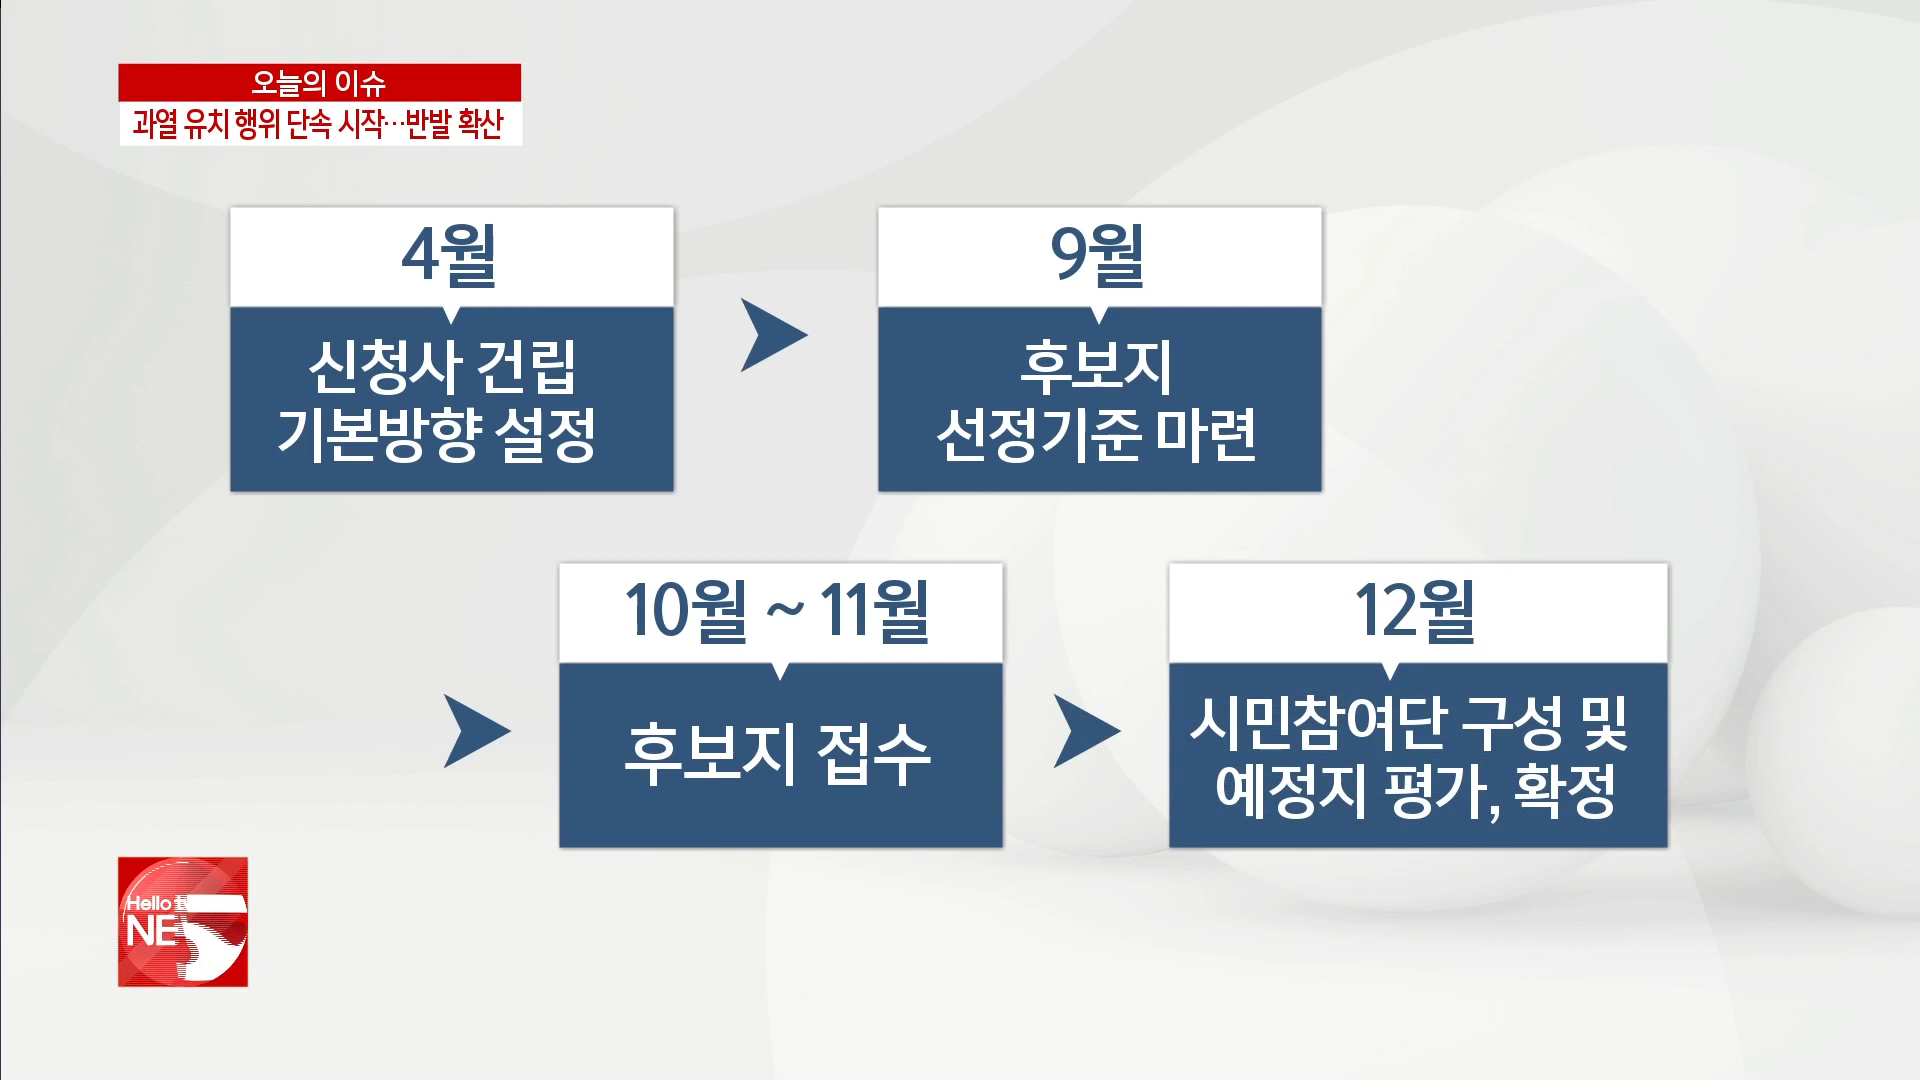 오늘의 이슈
과열 유치 행위 단속 시작…반발 확산
4월
신청사 건립
기본방향 설정
9월
후보지
선정기준 마련
10월 ~ 11월
후보지 접수
12월
시민참여단 구성 및
예정지 평가, 확정
Hello
NE